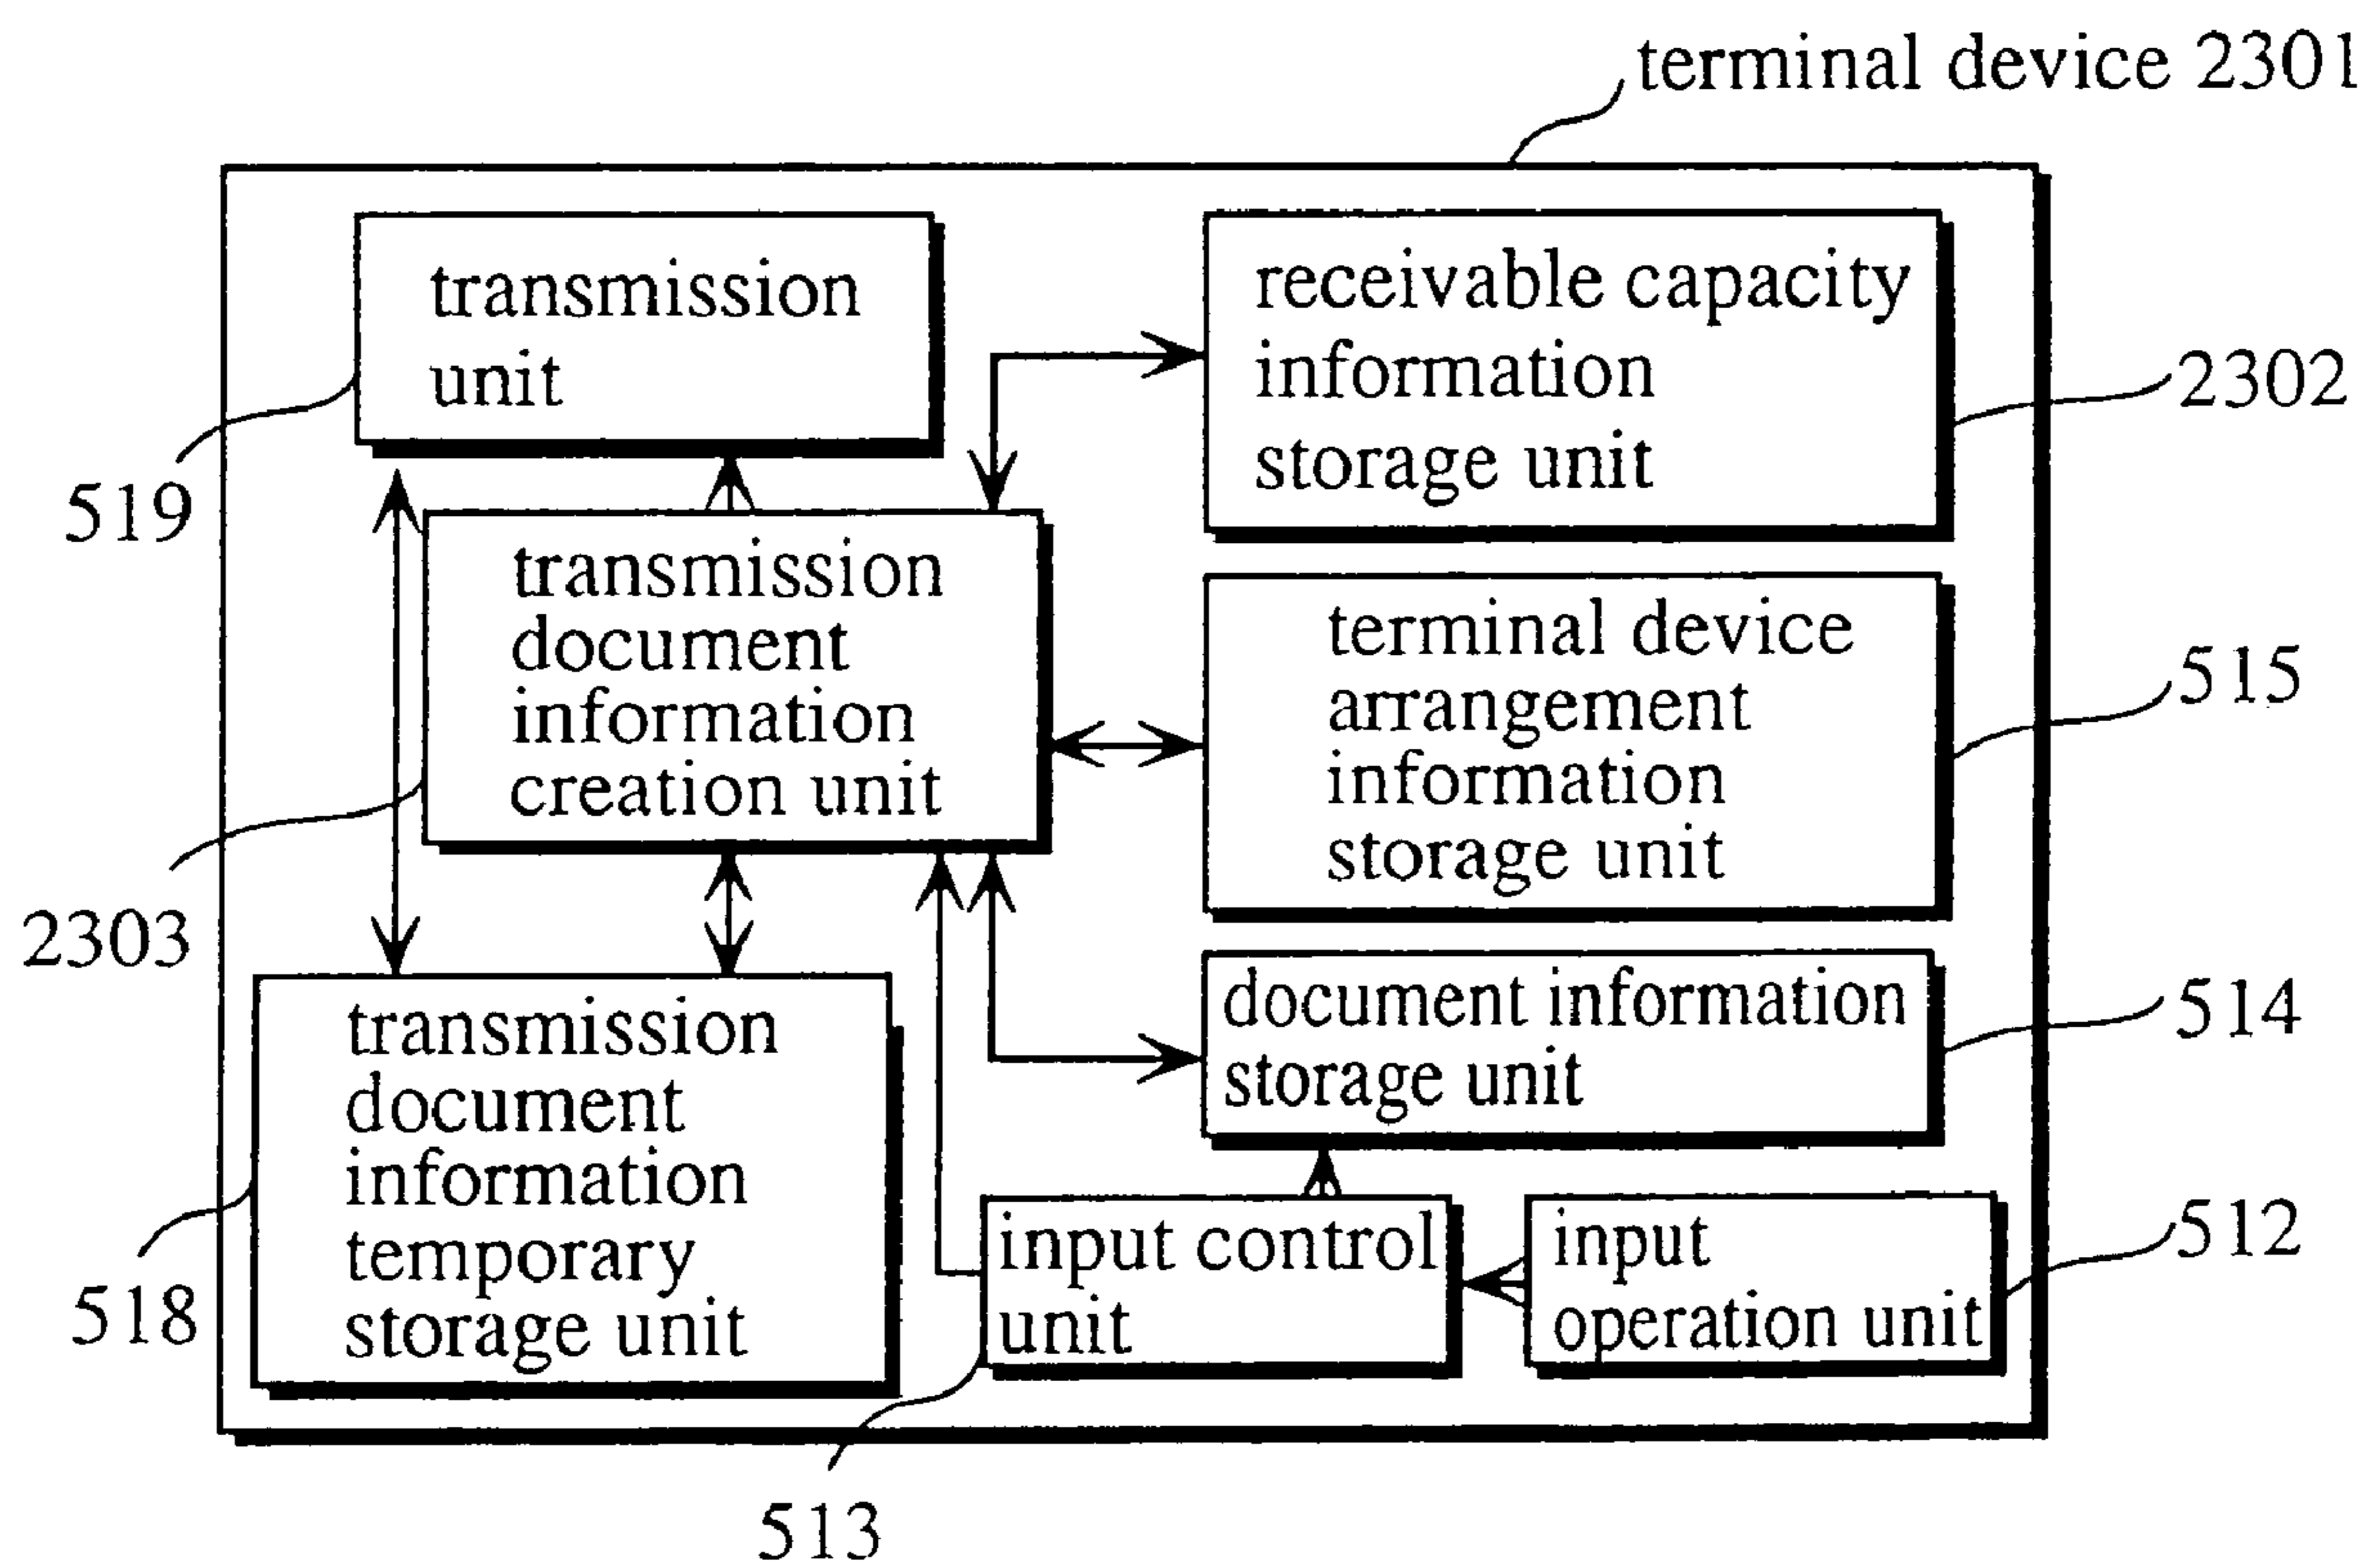 terminal device 2301
transmission
unit
519
receivable capacity
information
storage unit
2302
transmission
document
information
creation unit
2303
terminal device
arrangement
information
storage unit
515
document information
storage unit
514
transmission
document
information
temporary
storage unit
518
input control
unit
513
input
operation unit
512